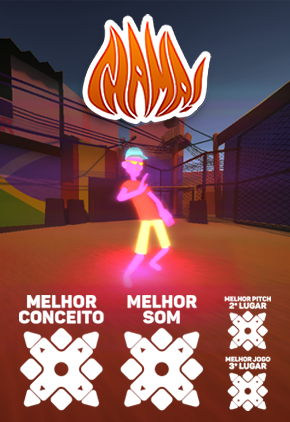 CHAMA!
MELHOR
CONCEITO
MELHOR
SOM
MELHOR PITCH
2º LUGAR
MELHOR JOGO
3º LUGAR